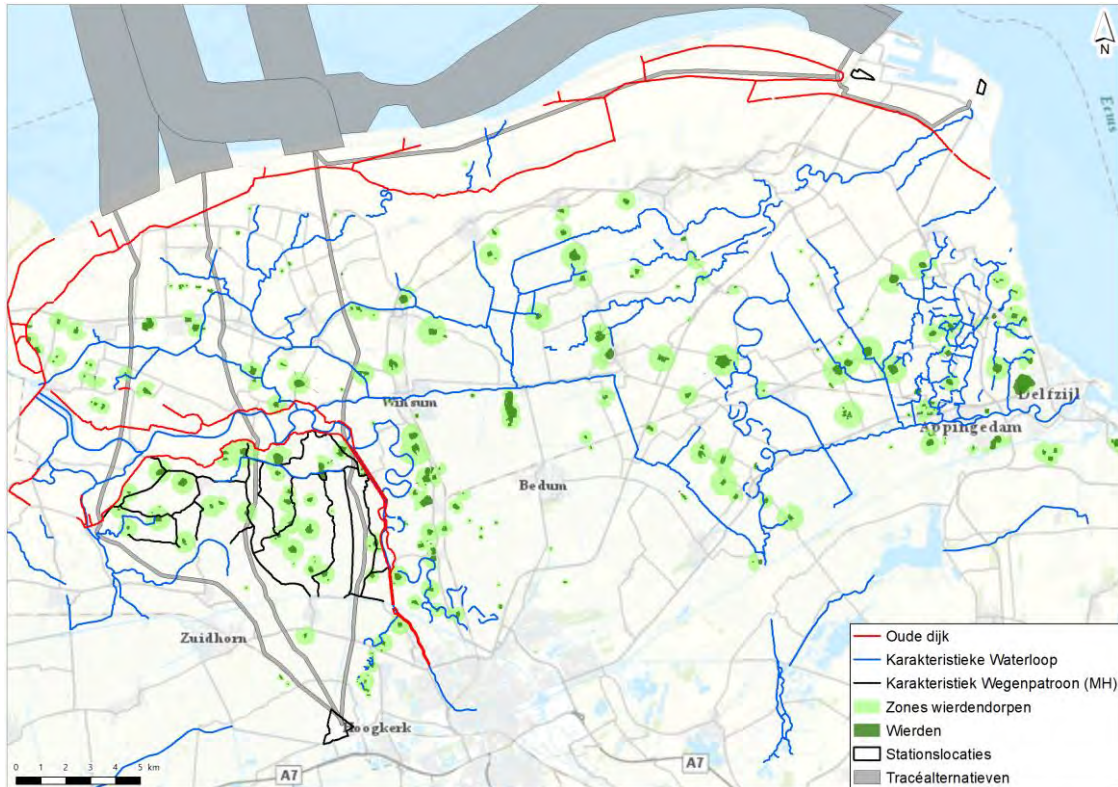 N
Eems
Winsum
Delfzijl
Appingedam
Bedum
Zuidhorn
Hoogkerk
A7
A7
0 1 2 3 4 5 km
Oude dijk
Karakteristieke Waterloop
Karakteristiek Wegenpatroon (MH)
Zones wierdendorpen
Wierden
Stationslocaties
Tracéalternatieven